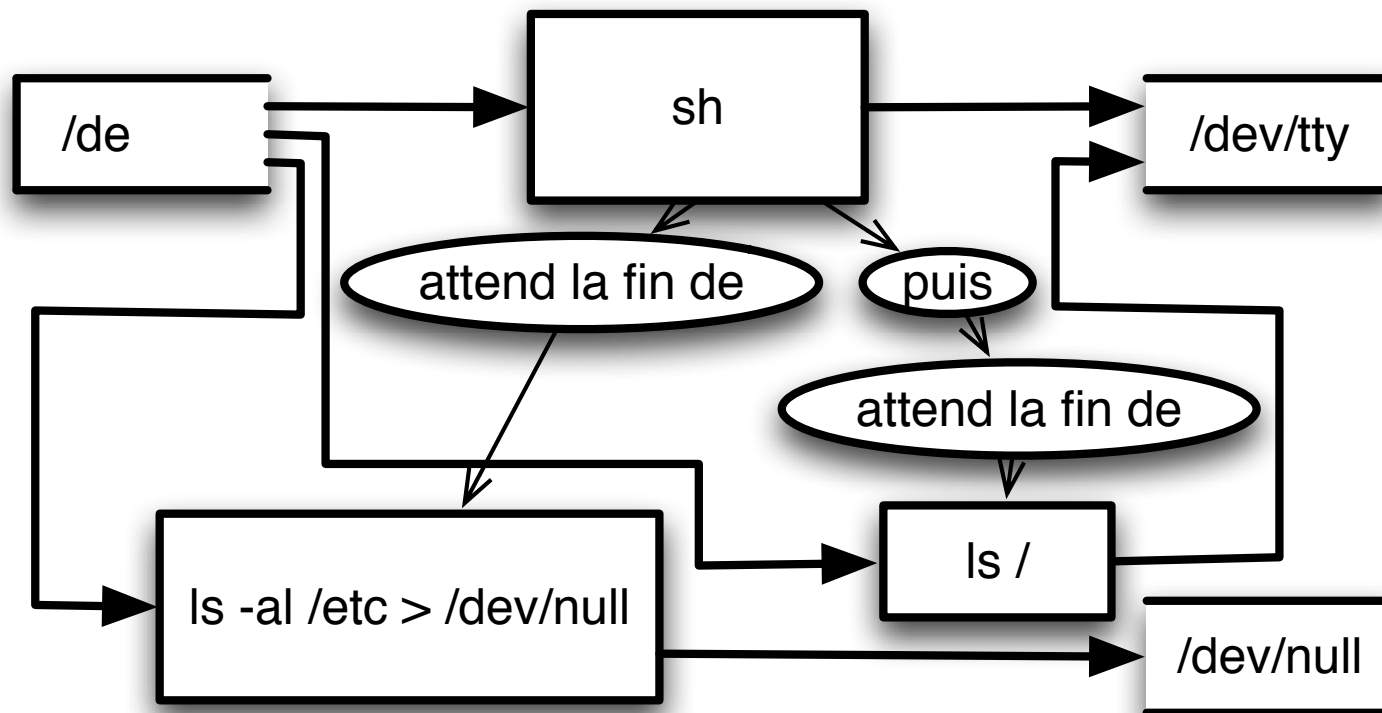 /de
sh
/dev/tty
attend la fin de
puis
attend la fin de
ls -al /etc > /dev/null
ls /
/dev/null